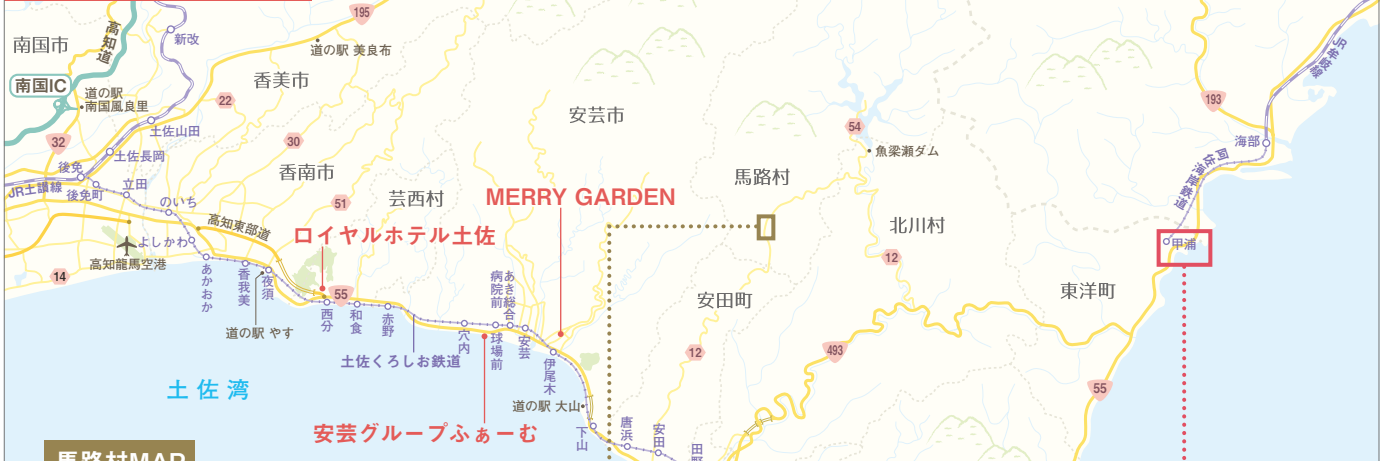 195
高知道
南国市
新改
道の駅 美良布
JR牟岐線
南国IC
道の駅
南国風良里
香美市
22
193
安芸市
54
土佐山田
32
30
海部
魚梁瀬ダム
土佐長岡
後免
香南市
馬路村
阿佐海岸鉄道
JR土讃線
後免町
立田
のいち
51
芸西村
MERRY GARDEN
高知東部道
ロイヤルホテル土佐
北川村
よしかわ
甲浦
高知龍馬空港
12
14
あかおか
香我美
夜須
55
西分
和食
赤野
穴内
病院前
あき総合
球場前
安芸
伊尾木
安田町
東洋町
道の駅 やす
土佐くろしお鉄道
12
493
土佐湾
55
道の駅 大山
安芸グループふぁーむ
下山
唐浜
安田
馬路村MAP